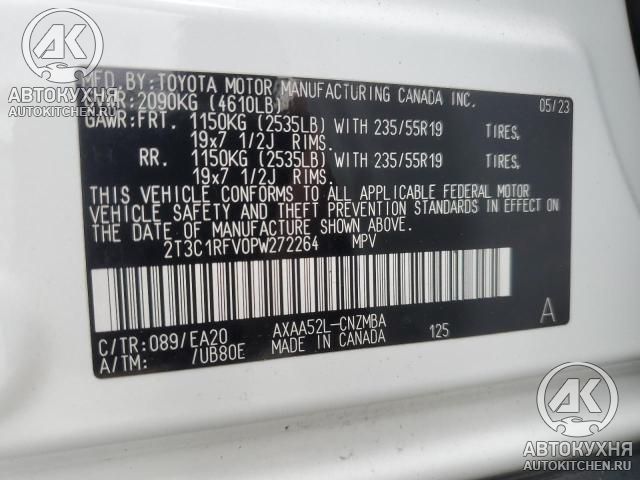 MFD.BY:TOYOTA MOTOR MANUFACTURING CANADA INC.
2090KG (4610LB) 05/23
GAWR:FRT. 1150KG (2535LB) WITH 235/55R19 TIRES,
19x7 1/2J RIMS.
RR. 1150KG (2535LB) WITH 235/55R19 TIRES,
19x7 1/2J RIMS.
THIS VEHICLE CONFORMS TO ALL APPLICABLE FEDERAL MOTOR
VEHICLE SAFETY AND THEFT PREVENTION STANDARDS IN EFFECT ON
THE DATE OF MANUFACTURE SHOWN ABOVE.
2T3C1RFV0PW272264 MPV
C/TR:089/EA20 AXAA52L-CNZMBA 125 A
A/TM: /UB80E MADE IN CANADA
АК
АВТОКУХНЯ
AUTOKITCHEN.RU
АК
АВТОКУХНЯ
AUTOKITCHEN.RU